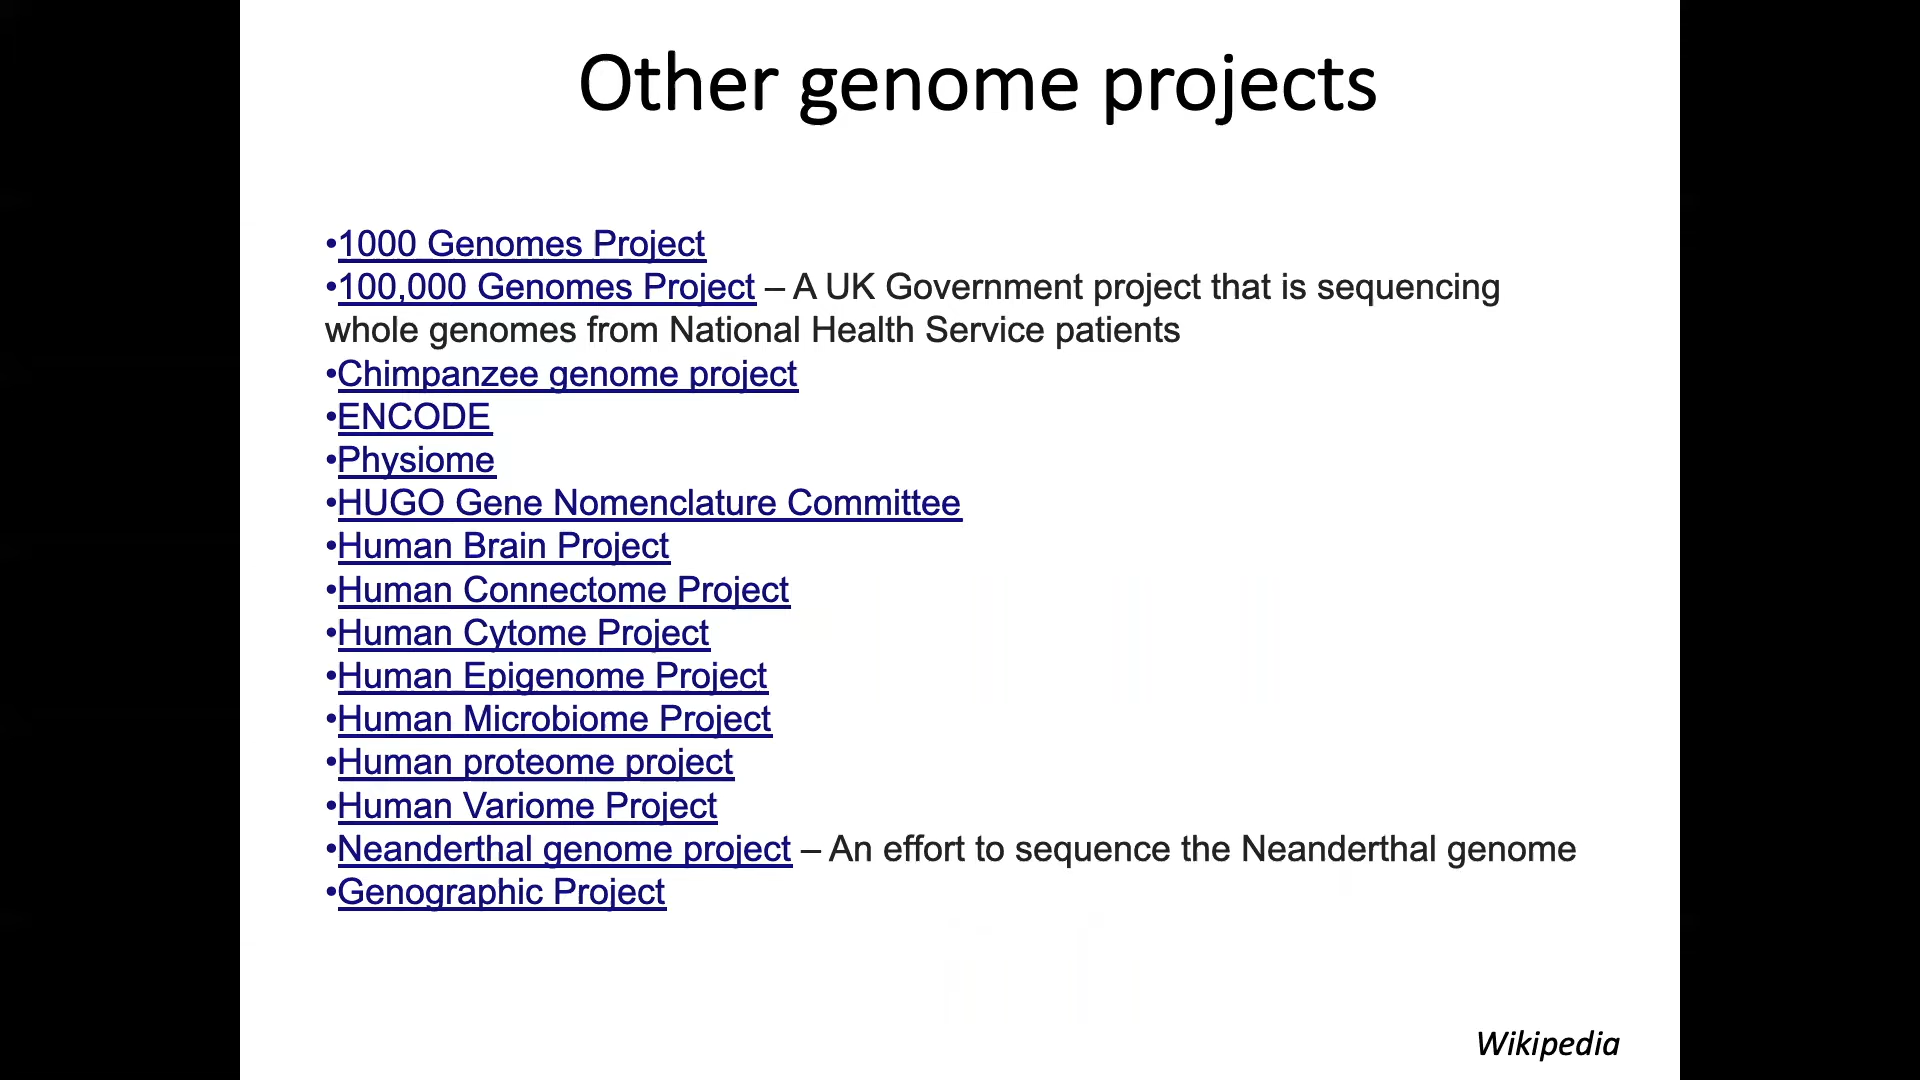 Other genome projects
•1000 Genomes Project
•100,000 Genomes Project – A UK Government project that is sequencing
whole genomes from National Health Service patients
•Chimpanzee genome project
•ENCODE
•Physiome
•HUGO Gene Nomenclature Committee
•Human Brain Project
•Human Connectome Project
•Human Cytome Project
•Human Epigenome Project
•Human Microbiome Project
•Human proteome project
•Human Variome Project
•Neanderthal genome project – An effort to sequence the Neanderthal genome
•Genographic Project
Wikipedia